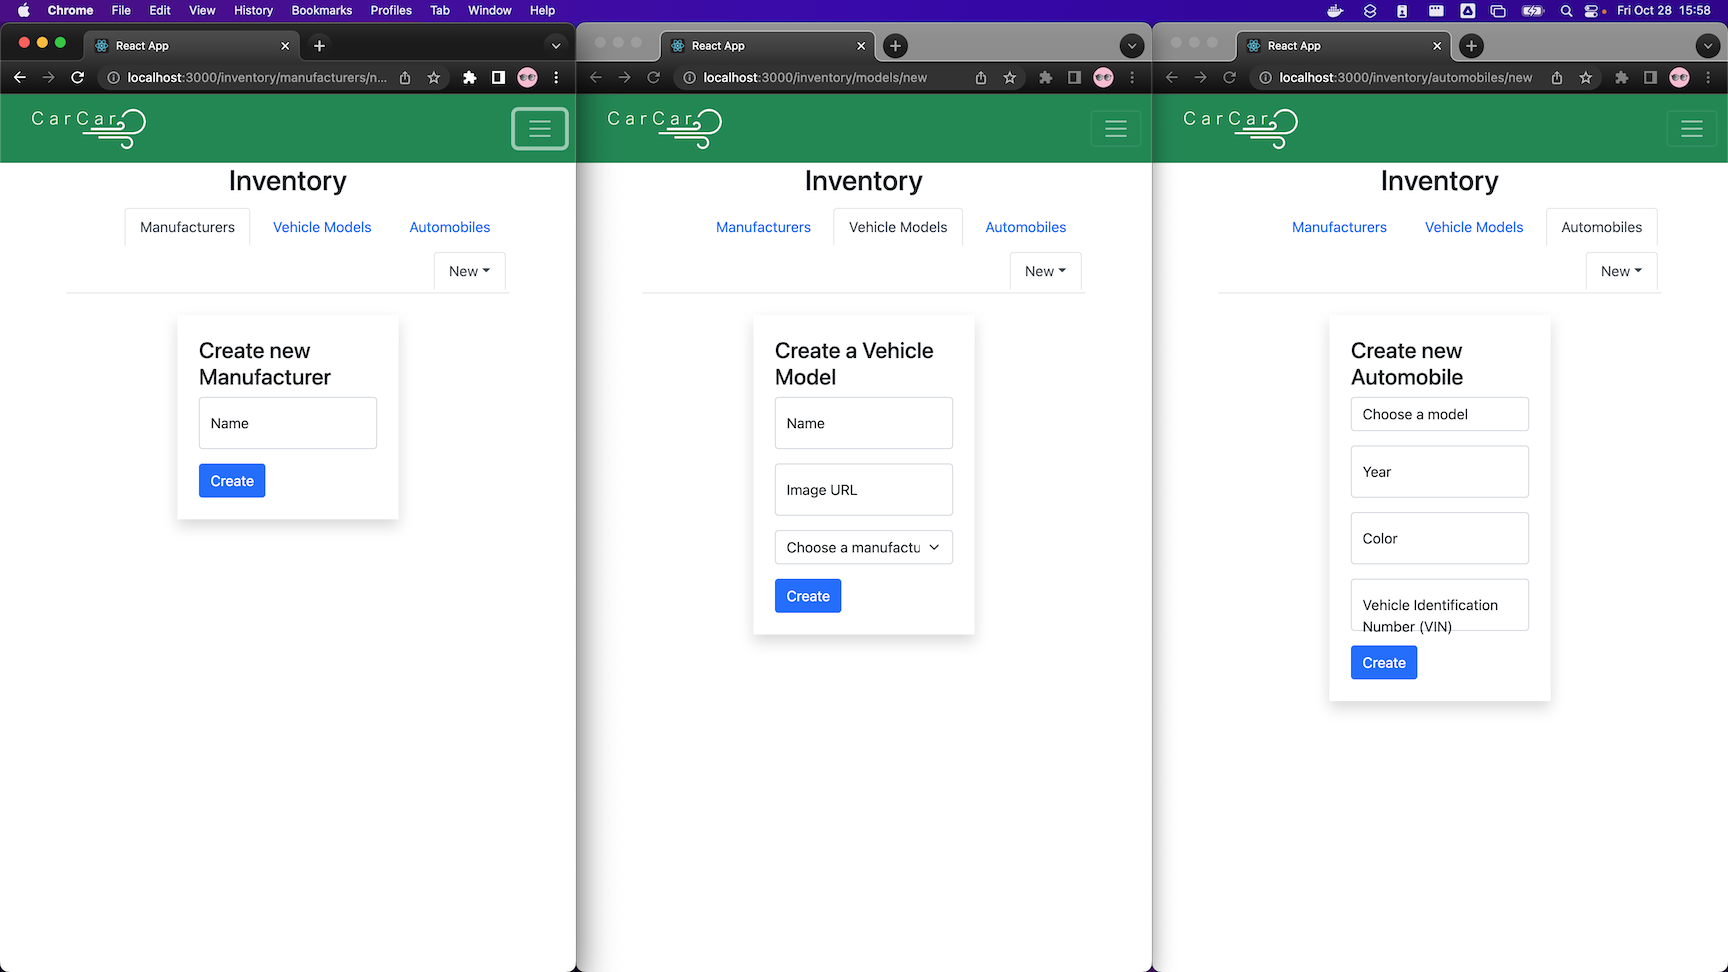 Chrome File Edit View History Bookmarks Profiles Tab Window Help Fri Oct 28 15:58
React App
localhost:3000/inventory/manufacturers/n...
CarCar
Inventory
Manufacturers Vehicle Models Automobiles
New
Create new
Manufacturer
Name
Create
React App
localhost:3000/inventory/models/new
CarCar
Inventory
Manufacturers Vehicle Models Automobiles
New
Create a Vehicle
Model
Name
Image URL
Choose a manufactu
Create
React App
localhost:3000/inventory/automobiles/new
CarCar
Inventory
Manufacturers Vehicle Models Automobiles
New
Create new
Automobile
Choose a model
Year
Color
Vehicle Identification
Number (VIN)
Create